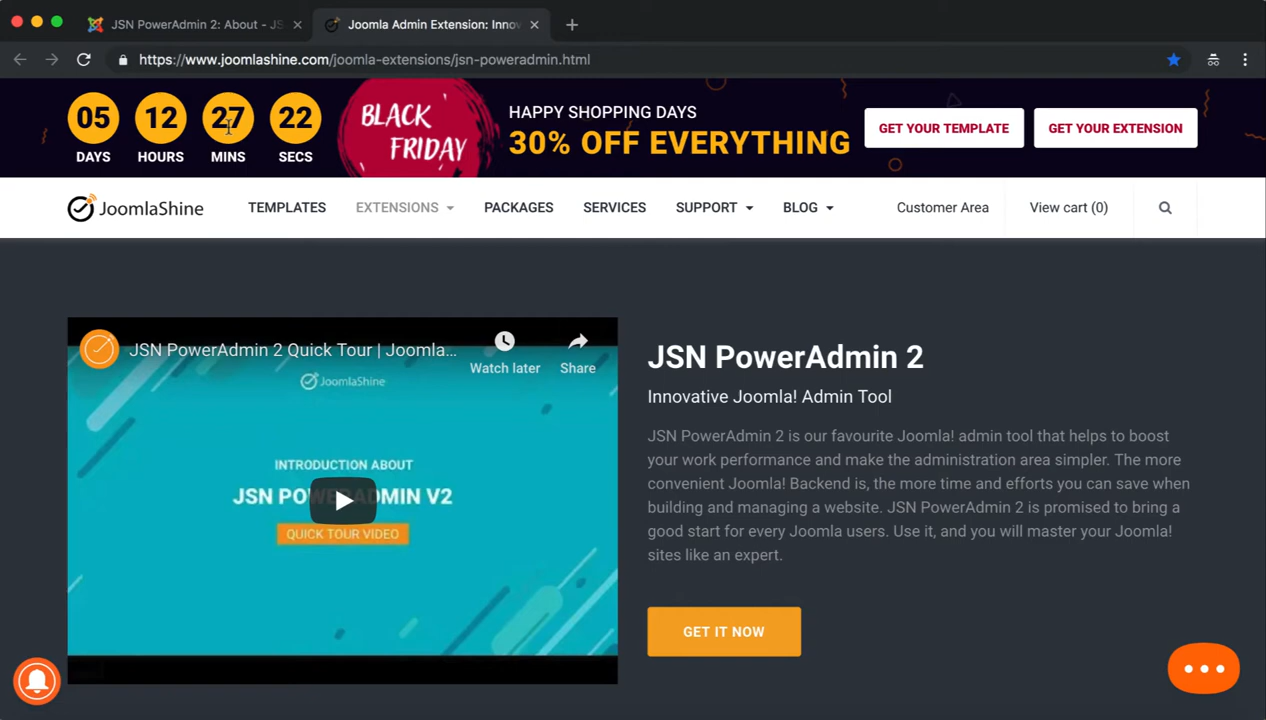 JSN PowerAdmin 2: About - JS
Joomla Admin Extension: Inno
https://www.joomlashine.com/joomla-extensions/jsn-poweradmin.html
05 12 27 22
DAYS HOURS MINS SECS
BLACK
FRIDAY
HAPPY SHOPPING DAYS
30% OFF EVERYTHING
GET YOUR TEMPLATE
GET YOUR EXTENSION
JoomlaShine
TEMPLATES EXTENSIONS PACKAGES SERVICES SUPPORT BLOG Customer Area View cart (0)
JSN PowerAdmin 2 Quick Tour | Joomla...
Watch later
Share
JoomlaShine
INTRODUCTION ABOUT
JSN POWERADMIN V2
QUICK TOUR VIDEO
JSN PowerAdmin 2
Innovative Joomla! Admin Tool
JSN PowerAdmin 2 is our favourite Joomla! admin tool that helps to boost
your work performance and make the administration area simpler. The more
convenient Joomla! Backend is, the more time and efforts you can save when
building and managing a website. JSN PowerAdmin 2 is promised to bring a
good start for every Joomla users. Use it, and you will master your Joomla!
sites like an expert.
GET IT NOW